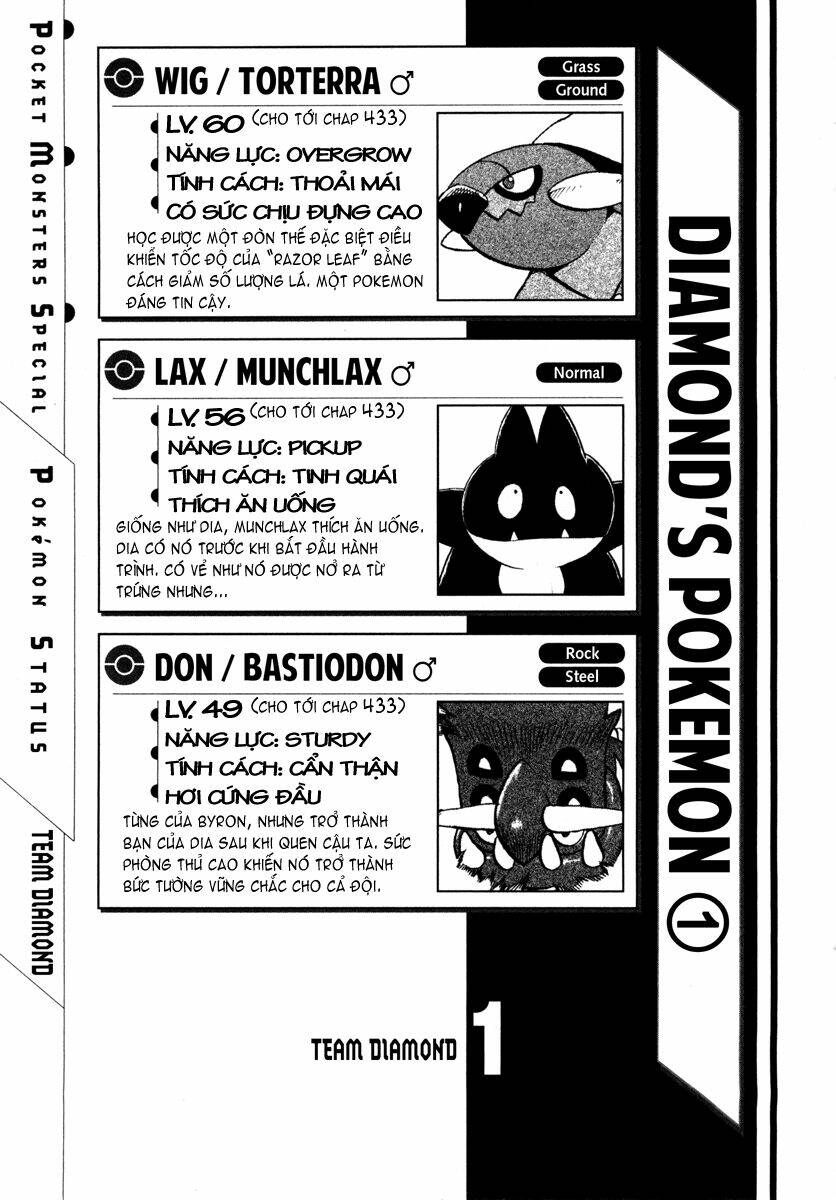 POCKET MONSTERS SPECIAL
POKéMON STATUS
TEAM DIAMOND
WIG / TORTERRA ♂
Grass
Ground
LV. 60 (CHO TỚI CHAP 433)
NĂNG LỰC: OVERGROW
TÍNH CÁCH: THOẢI MÁI
CÓ SỨC CHỊU ĐỰNG CAO
HỌC ĐƯỢC MỘT ĐÒN THẾ ĐẶC BIỆT ĐIỀU
KHIỂN TỐC ĐỘ CỦA "RAZOR LEAF" BẰNG
CÁCH GIẢM SỐ LƯỢNG LÁ. MỘT POKEMON
ĐÁNG TIN CẬY.
LAX / MUNCHLAX ♂
Normal
LV. 56 (CHO TỚI CHAP 433)
NĂNG LỰC: PICKUP
TÍNH CÁCH: TINH QUÁI
THÍCH ĂN UỐNG
GIỐNG NHƯ DIA, MUNCHLAX THÍCH ĂN UỐNG.
DIA CÓ NÓ TRƯỚC KHI BẮT ĐẦU HÀNH
TRÌNH. CÓ VẺ NHƯ NÓ ĐƯỢC NỞ RA TỪ
TRỨNG NHƯNG...
DON / BASTIODON ♂
Rock
Steel
LV. 49 (CHO TỚI CHAP 433)
NĂNG LỰC: STURDY
TÍNH CÁCH: CẨN THẬN
HƠI CỨNG ĐẦU
TỪNG CỦA BYRON, NHƯNG TRỞ THÀNH
BẠN CỦA DIA SAU KHI QUEN CẬU TA. SỨC
PHÒNG THỦ CAO KHIẾN NÓ TRỞ THÀNH
BỨC TƯỜNG VỮNG CHẮC CHO CẢ ĐỘI.
DIAMOND'S POKEMON ①
TEAM DIAMOND 1